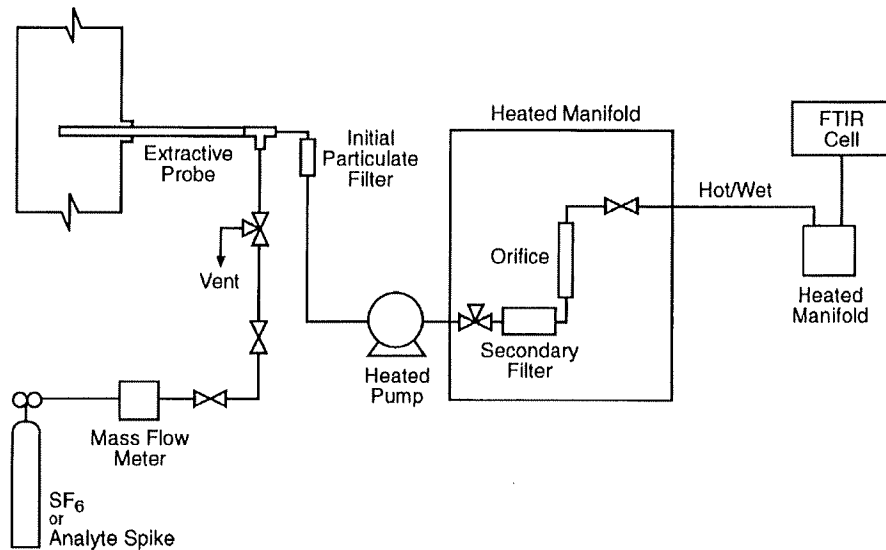 Extractive
Probe
Initial
Particulate
Filter
Vent
Heated
Pump
Mass Flow
Meter
SF6
or
Analyte Spike
Heated Manifold
Orifice
Secondary
Filter
Hot/Wet
FTIR
Cell
Heated
Manifold